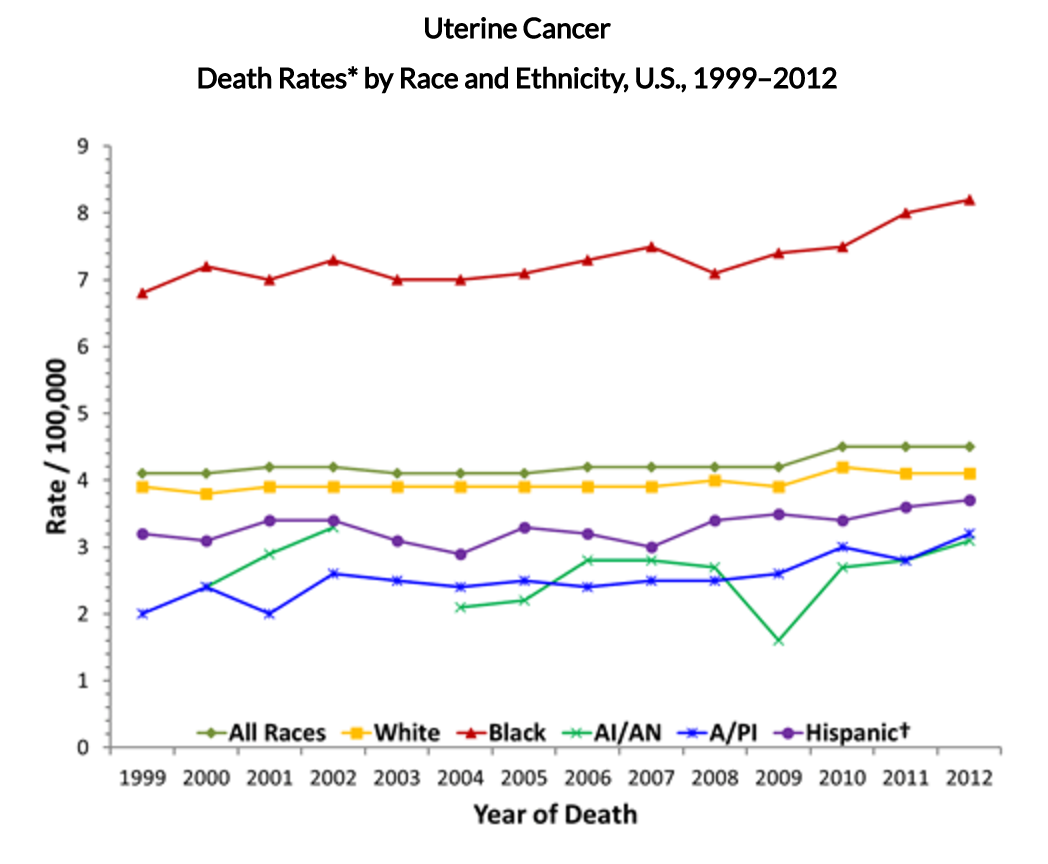 Uterine Cancer
Death Rates* by Race and Ethnicity, U.S., 1999–2012
9
8
7
6
5
4
3
2
1
0
Rate / 100,000
All Races White Black AI/AN A/PI Hispanic†
1999 2000 2001 2002 2003 2004 2005 2006 2007 2008 2009 2010 2011 2012
Year of Death